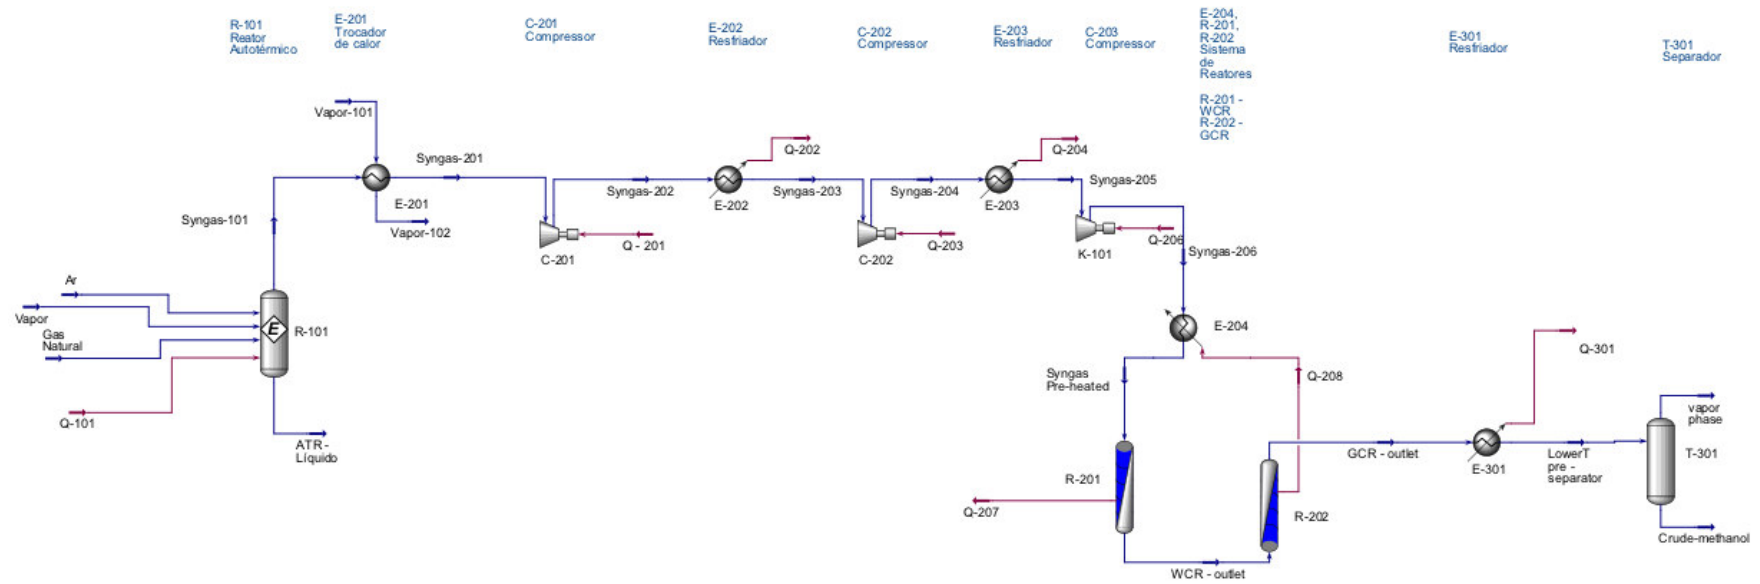 R-101
Reator
Autotérmico
E-201
Trocador
de calor
C-201
Compressor
E-202
Resfriador
C-202
Compressor
E-203
Resfriador
C-203
Compressor
E-204,
R-201,
R-202
Sistema
de
Reatores
R-201 -
WCR
R-202 -
GCR
E-301
Resfriador
T-301
Separador
Vapor-101
Syngas-201
E-201
Vapor-102
Syngas-101
Syngas-202
Q-202
E-202
Syngas-203
Syngas-204
Q-204
E-203
Syngas-205
Q - 201
C-201
Q-203
C-202
Q-206
K-101
Syngas-206
Ar
Vapor
Gas
Natural
E
R-101
Q-101
ATR -
Líquido
E-204
Syngas
Pre-heated
Q-208
R-201
Q-207
R-202
WCR - outlet
GCR - outlet
Q-301
E-301
LowerT
pre -
separator
vapor
phase
T-301
Crude-methanol